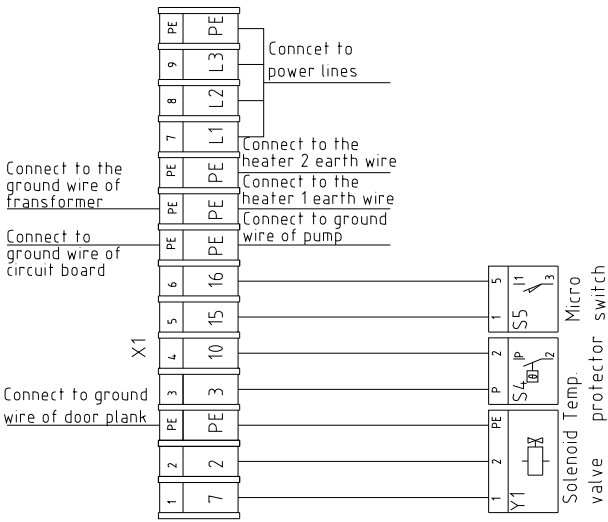 PE PE
9 L3
8 L2
7 L1
PE PE
PE PE
PE PE
6 16
5 15
4 10
3 3
PE PE
2 2
1 7
X1
Conncet to
power lines
Connect to the
heater 2 earth wire
Connect to the
heater 1 earth wire
Connect to ground
wire of pump
Connect to the
ground wire of
transformer
Connect to
ground wire of
circuit board
Connect to ground
wire of door plank
5 I1 3
1 S5
Micro
switch
2 P 2
P S4
Temp.
protector
PE
2
1 Y1
Solenoid
valve